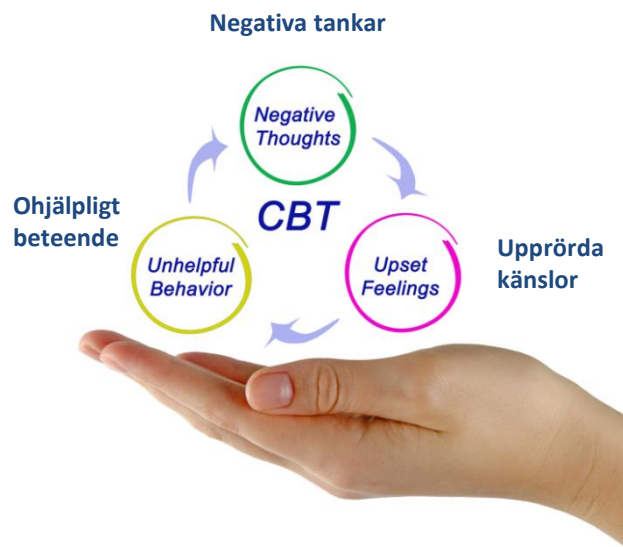 Negativa tankar
Negative
Thoughts
Ohjälpligt
beteende
CBT
Unhelpful
Behavior
Upset
Feelings
Upprörda
känslor